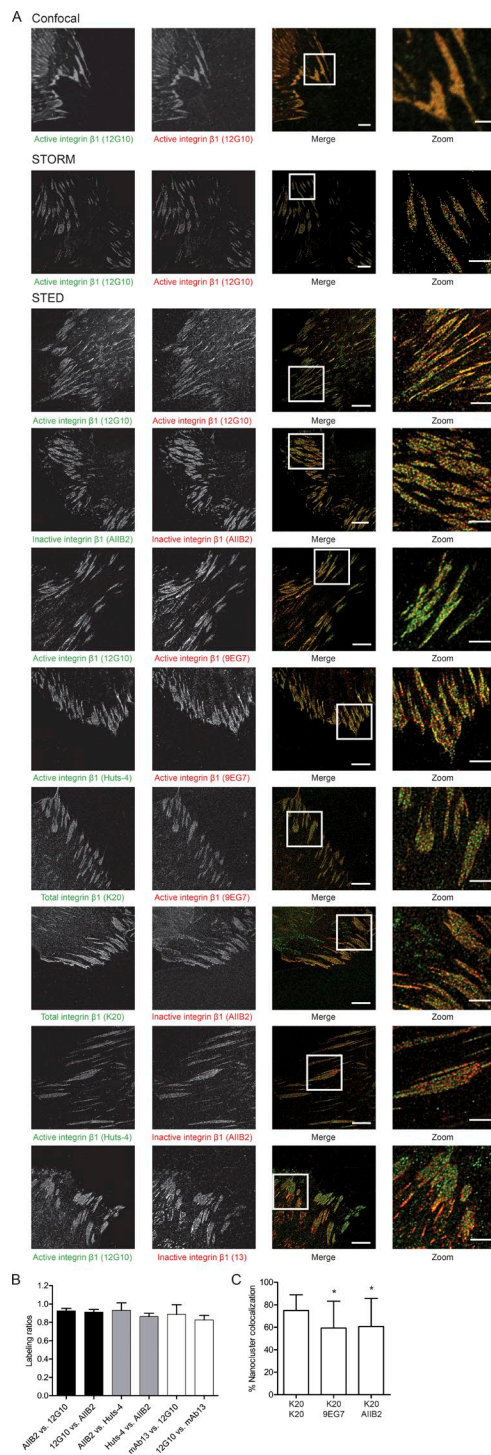 A
Confocal
Active integrin β1 (12G10) Active integrin β1 (12G10) Merge Zoom
STORM
Active integrin β1 (12G10) Active integrin β1 (12G10) Merge Zoom
STED
Active integrin β1 (12G10) Active integrin β1 (12G10) Merge Zoom
Inactive integrin β1 (AIIB2) Inactive integrin β1 (AIIB2) Merge Zoom
Active integrin β1 (12G10) Active integrin β1 (9EG7) Merge Zoom
Active integrin β1 (Huts-4) Active integrin β1 (9EG7) Merge Zoom
Total integrin β1 (K20) Active integrin β1 (9EG7) Merge Zoom
Total integrin β1 (K20) Inactive integrin β1 (AIIB2) Merge Zoom
Active integrin β1 (Huts-4) Inactive integrin β1 (AIIB2) Merge Zoom
Active integrin β1 (12G10) Inactive integrin β1 (13) Merge Zoom
B
Labeling ratios
1.2
1.0
0.8
0.6
0.4
0.2
0.0
AIIB2 vs. 12G10
12G10 vs. AIIB2
AIIB2 vs. Huts-4
Huts-4 vs. AIIB2
mAb13 vs. 12G10
12G10 vs. mAb13
C
% Nanocluster colocalization
100
80
60
40
20
0
* *
K20 K20 K20
K20 9EG7 AIIB2